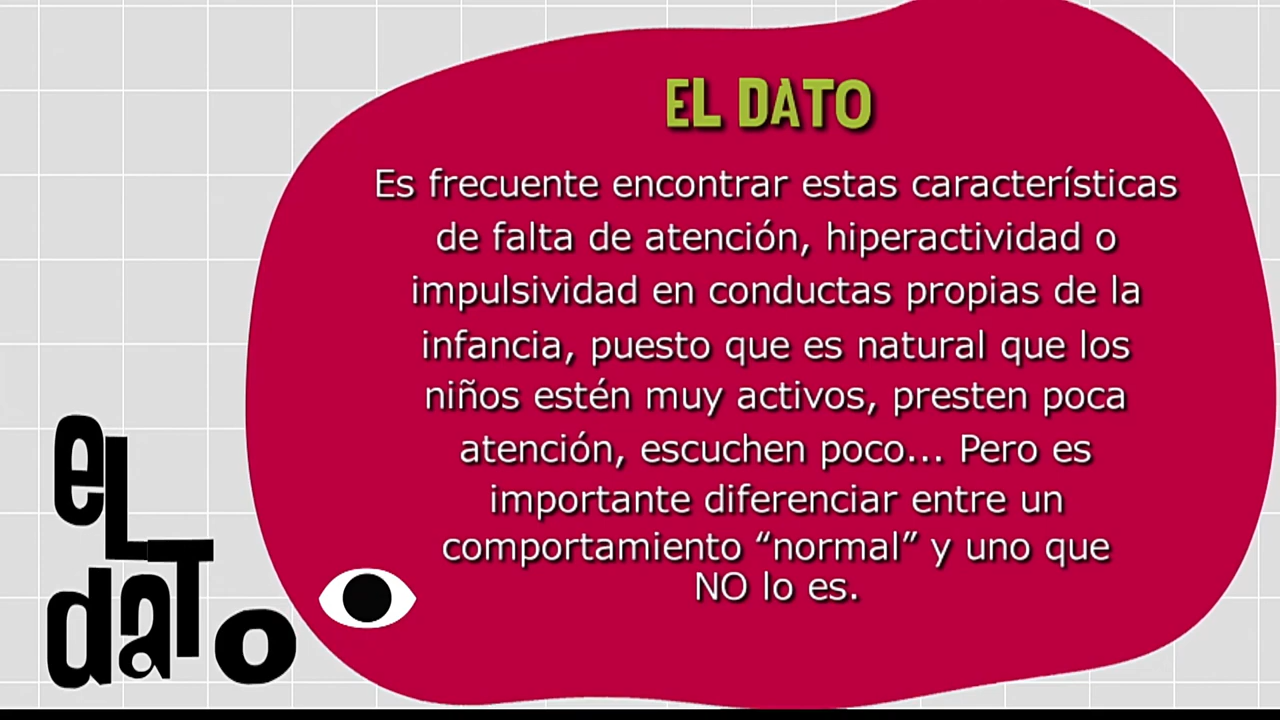 EL DATO
Es frecuente encontrar estas características
de falta de atención, hiperactividad o
impulsividad en conductas propias de la
infancia, puesto que es natural que los
niños estén muy activos, presten poca
atención, escuchen poco... Pero es
importante diferenciar entre un
comportamiento “normal” y uno que
NO lo es.
eL
daTo